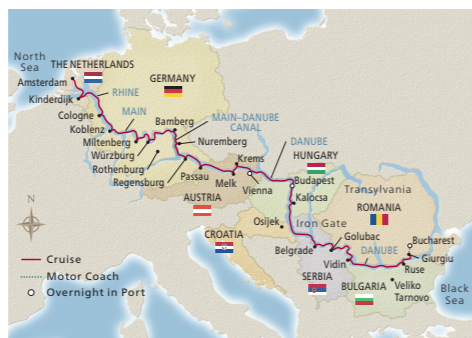 North
Sea
THE NETHERLANDS
Amsterdam
Kinderdijk
RHINE
GERMANY
Cologne
MAIN
Koblenz
Bamberg
MAIN–DANUBE
CANAL
Miltenberg
Würzburg
Nuremberg
Rothenburg
Regensburg
Passau
Krems
DANUBE
HUNGARY
Melk
Vienna
Budapest
AUSTRIA
Kalocsa
Transylvania
ROMANIA
Osijek
Iron Gate
CROATIA
Golubac
Bucharest
Belgrade
DANUBE
Giurgiu
Vidin
Ruse
SERBIA
BULGARIA
Veliko
Tarnovo
Black
Sea
N
Cruise
Motor Coach
Overnight in Port